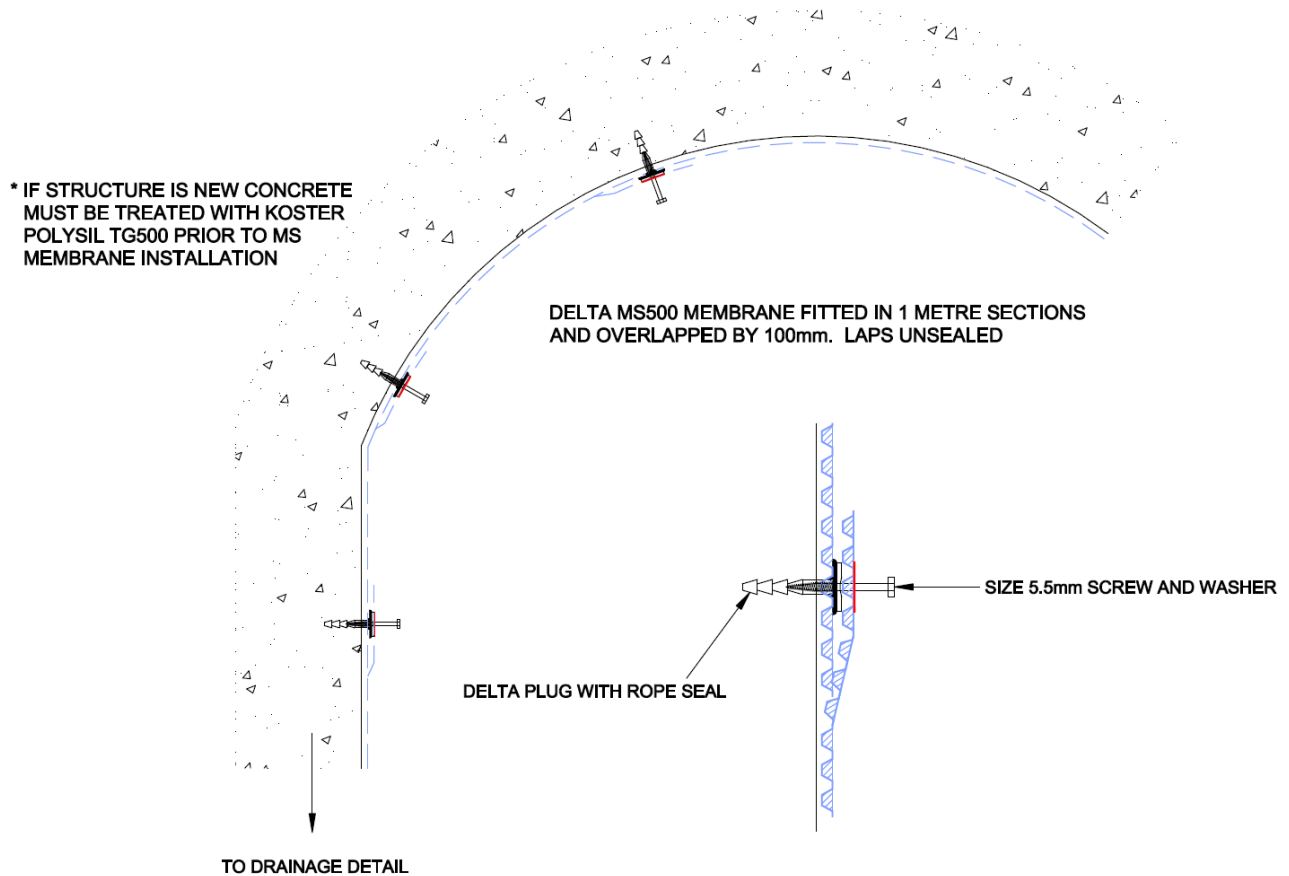 * IF STRUCTURE IS NEW CONCRETE
MUST BE TREATED WITH KOSTER
POLYSIL TG500 PRIOR TO MS
MEMBRANE INSTALLATION
DELTA MS500 MEMBRANE FITTED IN 1 METRE SECTIONS
AND OVERLAPPED BY 100mm. LAPS UNSEALED
SIZE 5.5mm SCREW AND WASHER
DELTA PLUG WITH ROPE SEAL
TO DRAINAGE DETAIL